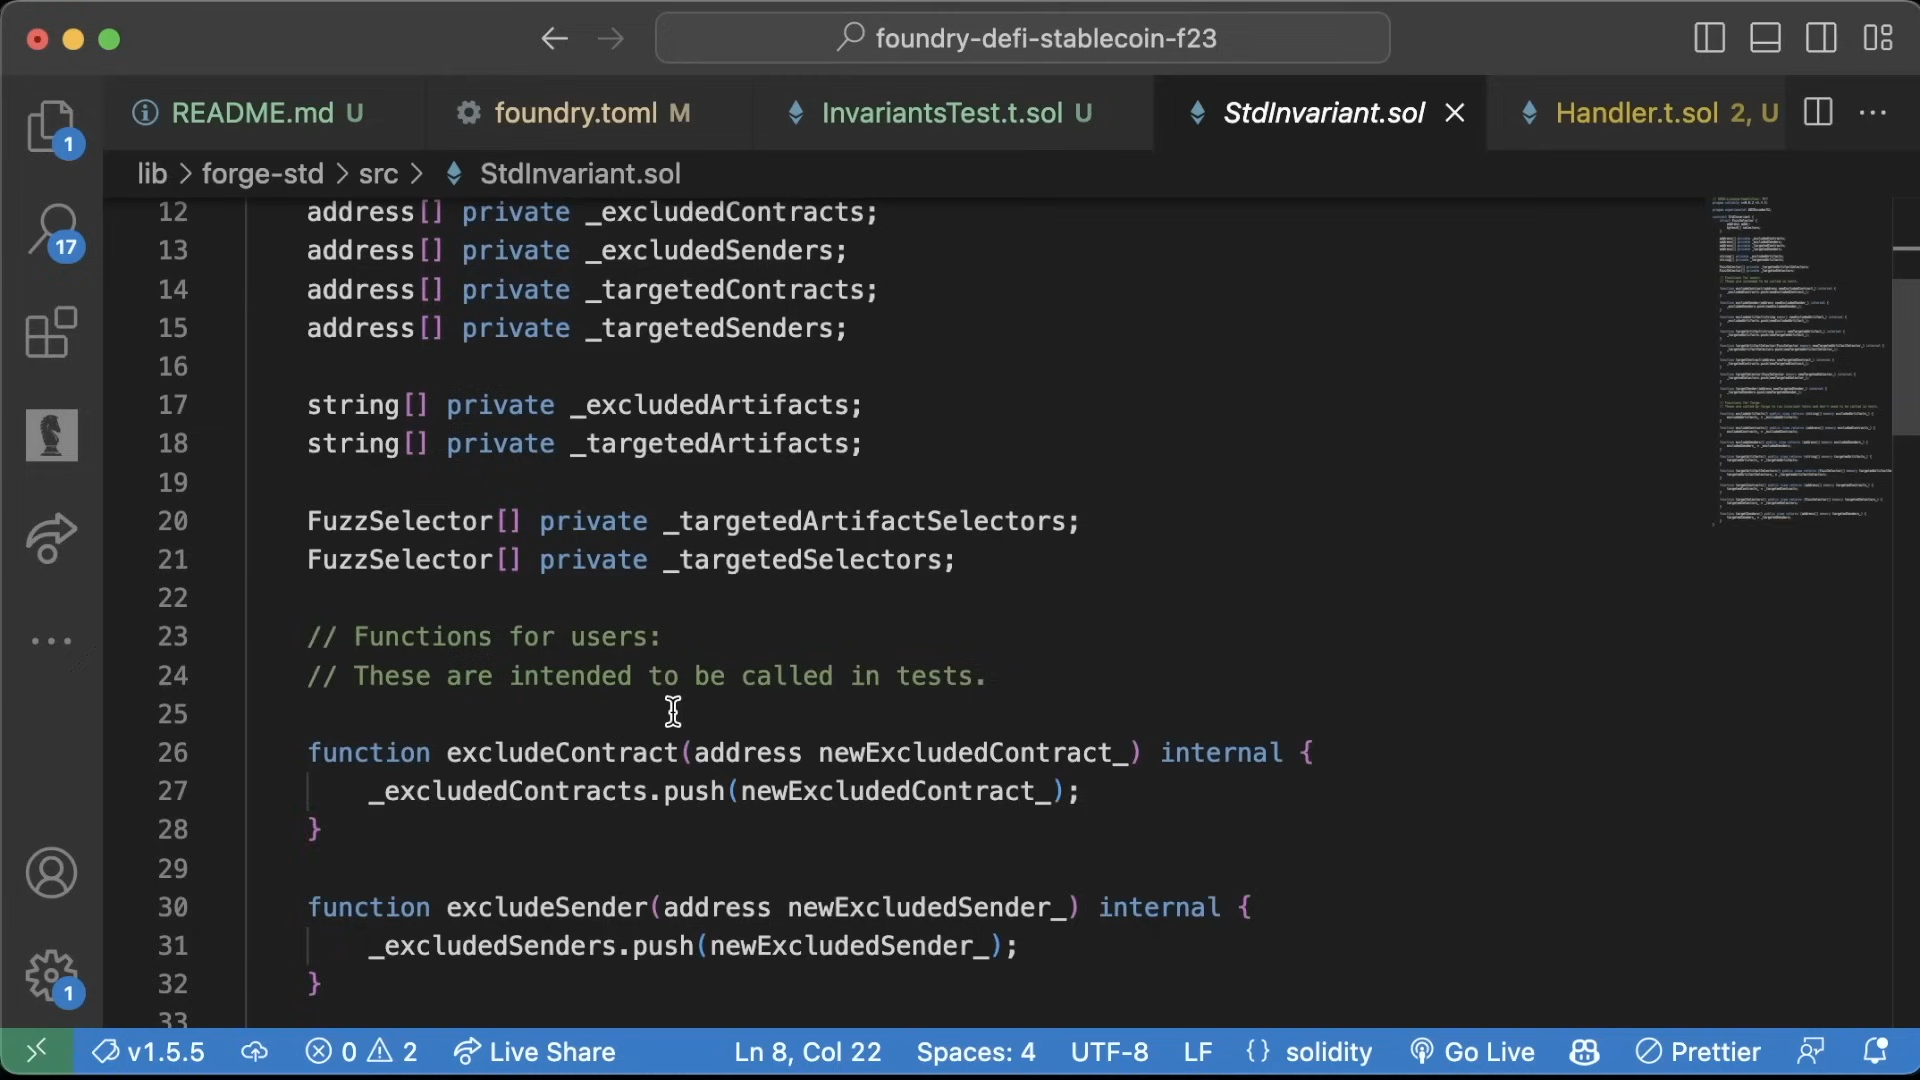 foundry-defi-stablecoin-f23
README.md U
foundry.toml M
InvariantsTest.t.sol U
StdInvariant.sol
Handler.t.sol 2, U
lib > forge-std > src > StdInvariant.sol
12 address[] private _excludedContracts;
13 address[] private _excludedSenders;
14 address[] private _targetedContracts;
15 address[] private _targetedSenders;
16
17 string[] private _excludedArtifacts;
18 string[] private _targetedArtifacts;
19
20 FuzzSelector[] private _targetedArtifactSelectors;
21 FuzzSelector[] private _targetedSelectors;
22
23 // Functions for users:
24 // These are intended to be called in tests.
25
26 function excludeContract(address newExcludedContract_) internal {
27 _excludedContracts.push(newExcludedContract_);
28 }
29
30 function excludeSender(address newExcludedSender_) internal {
31 _excludedSenders.push(newExcludedSender_);
32 }
33
1
17
1
v1.5.5 0 2 Live Share Ln 8, Col 22 Spaces: 4 UTF-8 LF {} solidity Go Live Prettier